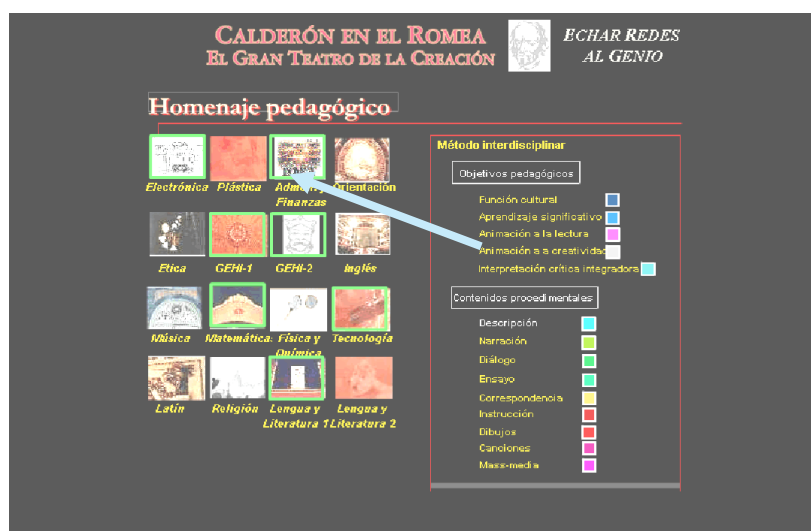 CALDERÓN EN EL ROMEA
EL GRAN TEATRO DE LA CREACIÓN
ECHAR REDES
AL GENIO
Homenaje pedagógico
Electrónica Plástica Admón. y Orientación
Finanzas
Etica GEHI-1 GEHI-2 Inglés
Música Matemática Física y Tecnología
Química
Latín Religión Lengua y Lengua y
Literatura 1 Literatura 2
Método interdisciplinar
Objetivos pedagógicos
Función cultural
Aprendizaje significativo
Animación a la lectura
Animación a a creatividad
Interpretación crítica integradora
Contenidos procedimentales
Descripción
Narración
Diálogo
Ensayo
Correspondencia
Instrucción
Dibujos
Canciones
Mass-media